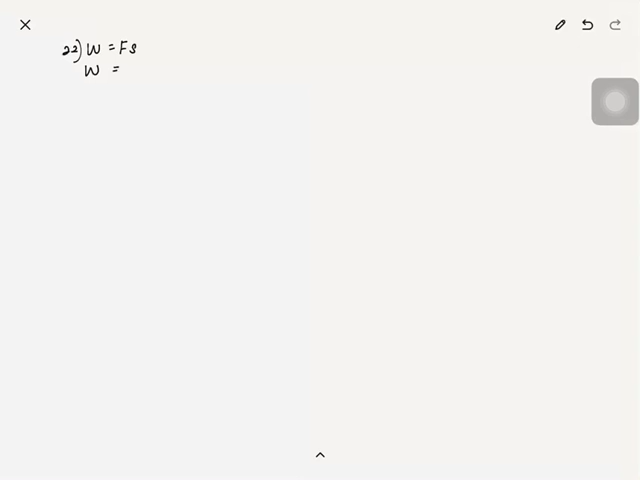 22) W = Fs
W =